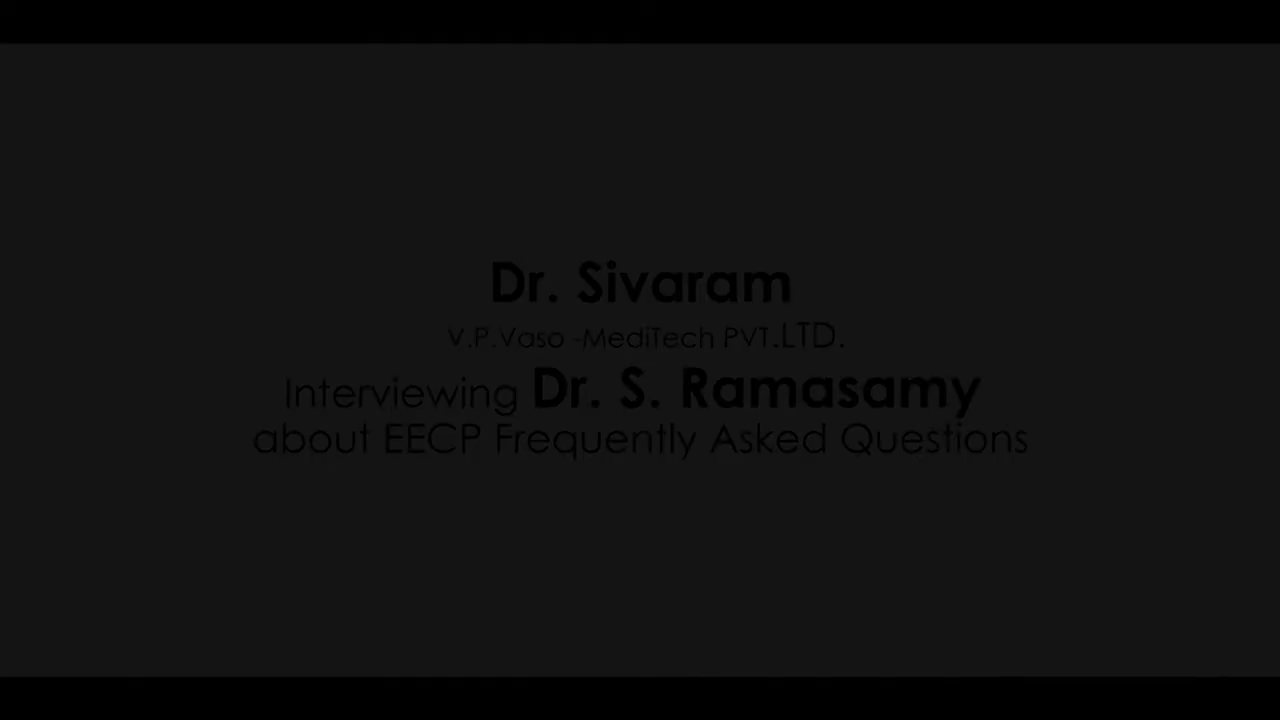 Dr. Sivaram
V.P.Vaso -MediTech PVT.LTD.
Interviewing Dr. S. Ramasamy
about EECP Frequently Asked Questions